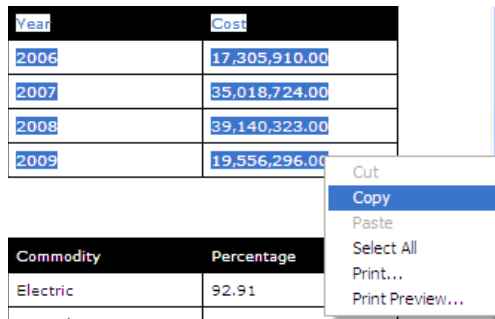 Year Cost
2006 17,305,910.00
2007 35,018,724.00
2008 39,140,323.00
2009 19,556,296.00
Cut
Copy
Paste
Select All
Print...
Print Preview...
Commodity Percentage
Electric 92.91